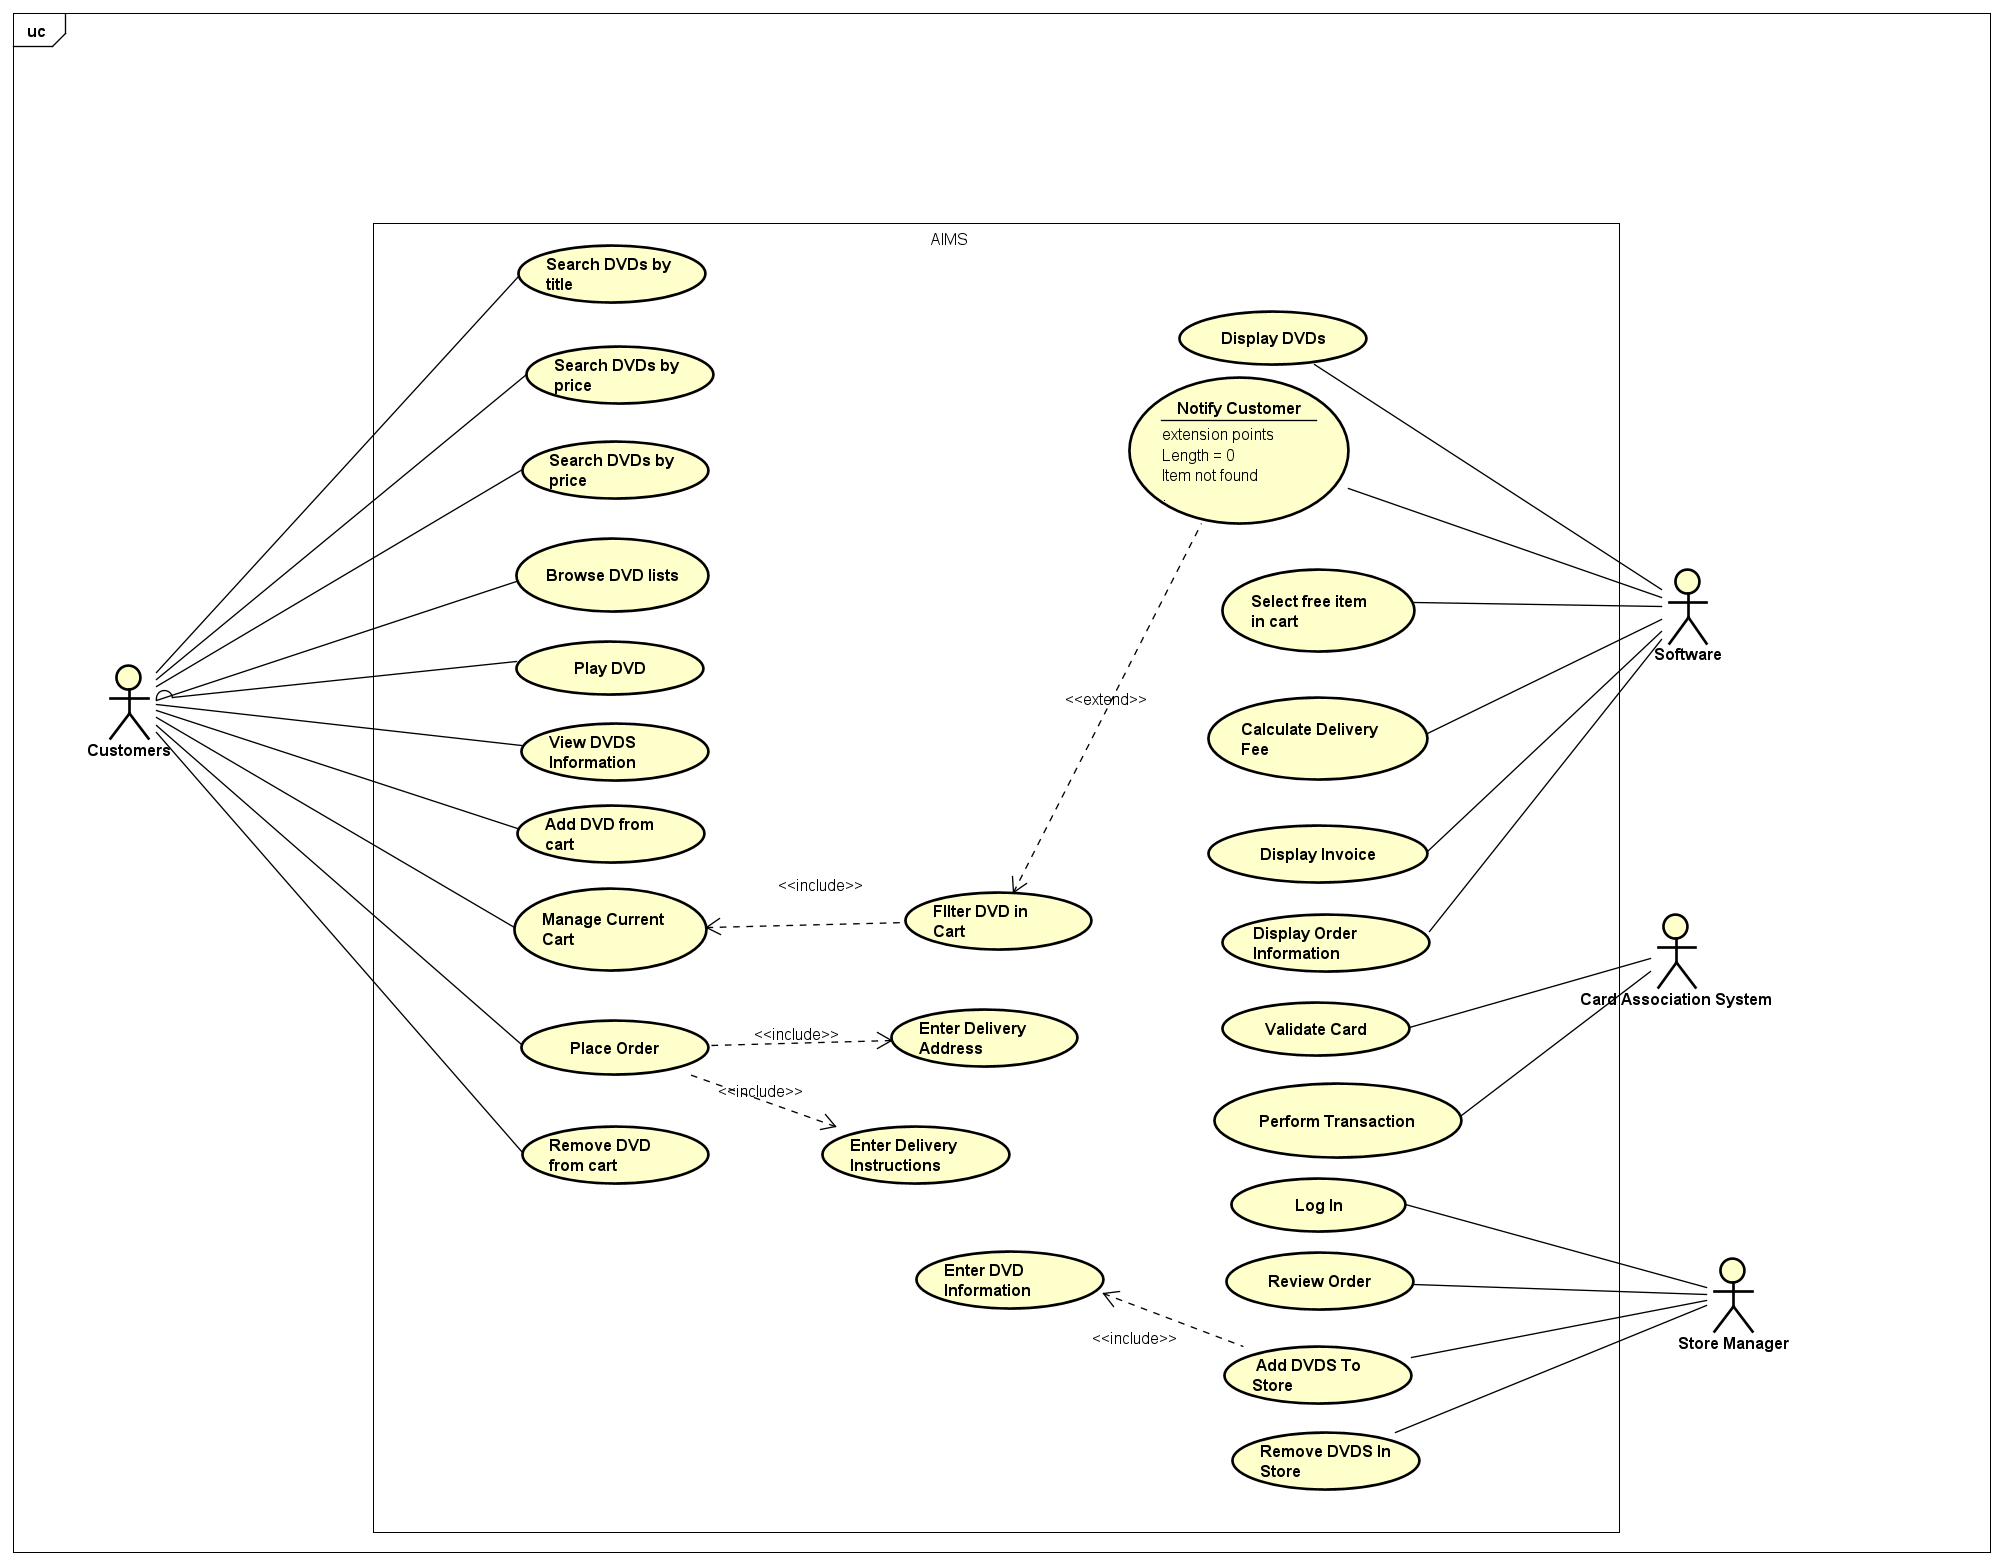 uc
AIMS
Search DVDs by
title
Search DVDs by
price
Search DVDs by
price
Browse DVD lists
Play DVD
View DVDS
Information
Add DVD from
cart
Manage Current
Cart
Place Order
Remove DVD
from cart
Customers
<<include>>
FIlter DVD in
Cart
<<include>>
Enter Delivery
Address
<<include>>
Enter Delivery
Instructions
<<extend>>
Display DVDs
Notify Customer
extension points
Length = 0
Item not found
.
Select free item
in cart
Calculate Delivery
Fee
Display Invoice
Display Order
Information
Software
Validate Card
Perform Transaction
Card Association System
Log In
Review Order
Enter DVD
Information
<<include>>
Add DVDS To
Store
Remove DVDS In
Store
Store Manager